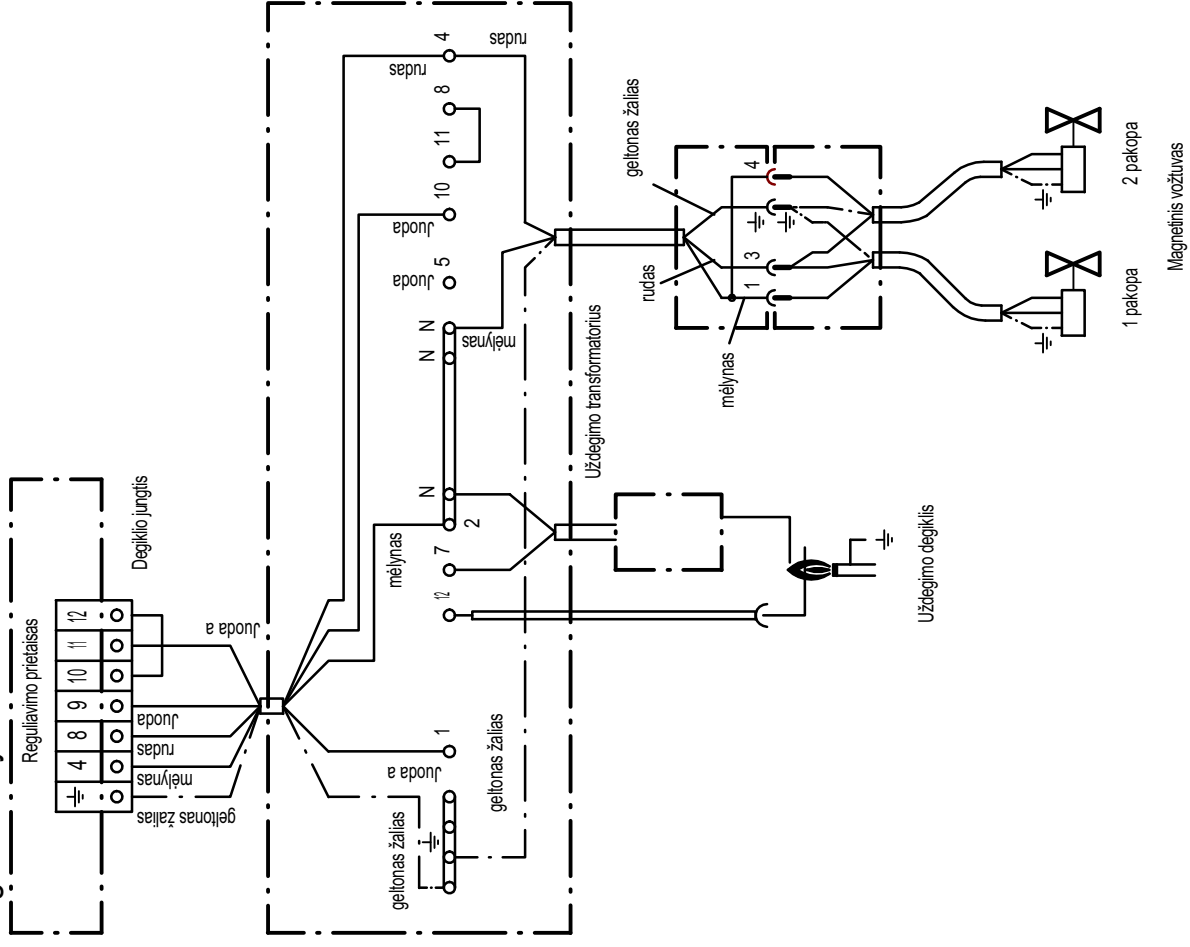 Reguliavimo prietaisas
4 8 9 10 11 12
Degiklio jungtis
geltonas žalias
mėlynas
rudas
Juoda
Juoda a
geltonas žalias
Juoda a
1
geltonas žalias
12
7
2
N
mėlynas
N
N
mėlynas
5
Juoda
10
Juoda
11
8
4
rudas
rudas
Uždegimo transformatorius
Uždegimo degiklis
geltonas žalias
rudas
mėlynas
1
3
4
1 pakopa
2 pakopa
Magnetinis vožtuvas